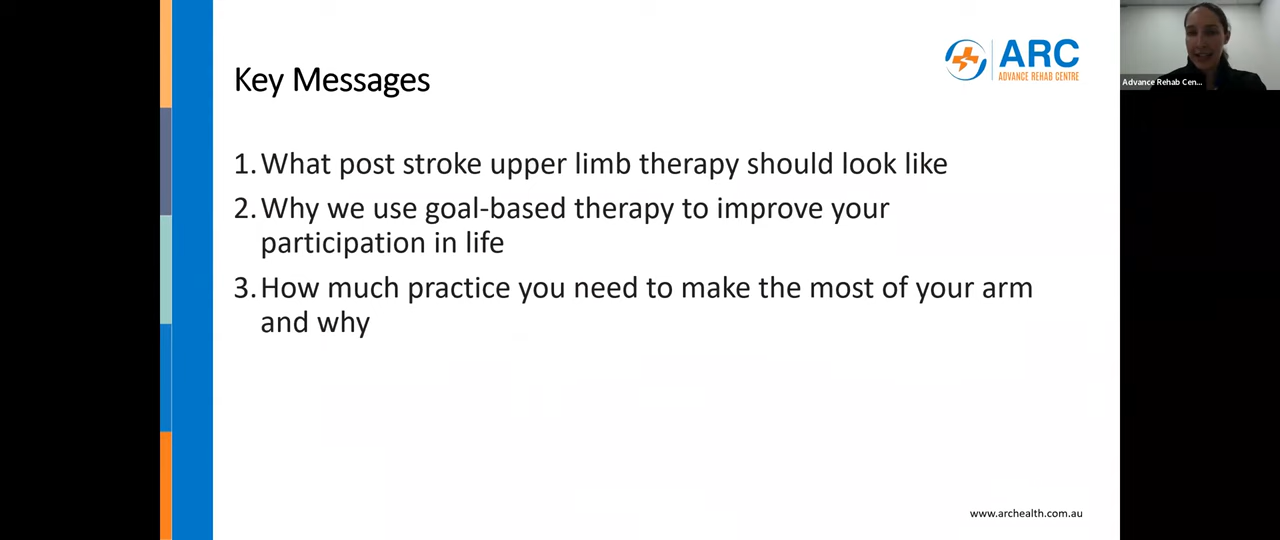 Key Messages
ARC
ADVANCE REHAB CENTRE
Advance Rehab Cen...
1. What post stroke upper limb therapy should look like
2. Why we use goal-based therapy to improve your
participation in life
3. How much practice you need to make the most of your arm
and why
www.archealth.com.au